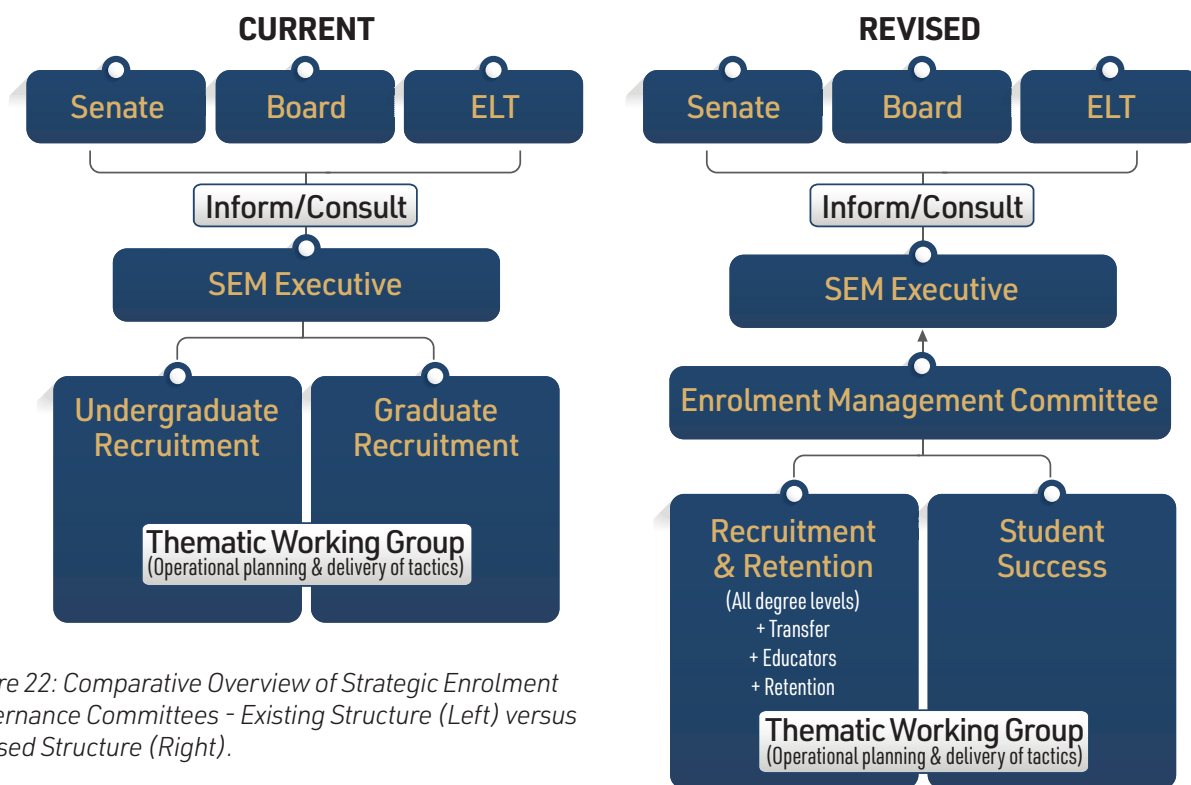 CURRENT
Senate
Board
ELT
Inform/Consult
SEM Executive
Undergraduate
Recruitment
Graduate
Recruitment
Thematic Working Group
(Operational planning & delivery of tactics)
re 22: Comparative Overview of Strategic Enrolment
ernance Committees - Existing Structure (Left) versus
sed Structure (Right).
REVISED
Senate
Board
ELT
Inform/Consult
SEM Executive
Enrolment Management Committee
Recruitment
& Retention
(All degree levels)
+ Transfer
+ Educators
+ Retention
Student
Success
Thematic Working Group
(Operational planning & delivery of tactics)